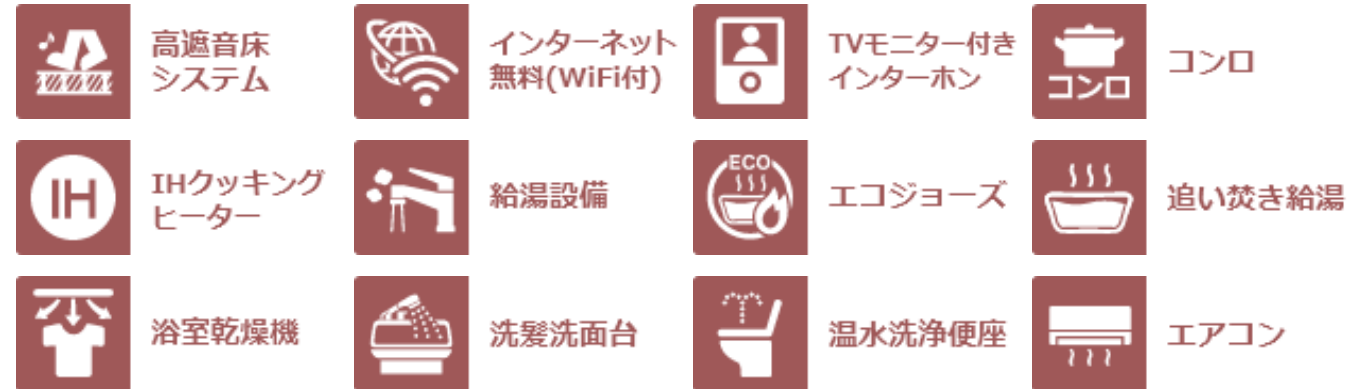 高遮音床
システム
インターネット
無料(WiFi付)
TVモニター付き
インターホン
コンロ
コンロ
IH
IHクッキング
ヒーター
給湯設備
ECO
エコジョーズ
追い焚き給湯
浴室乾燥機
洗髪洗面台
温水洗浄便座
エアコン